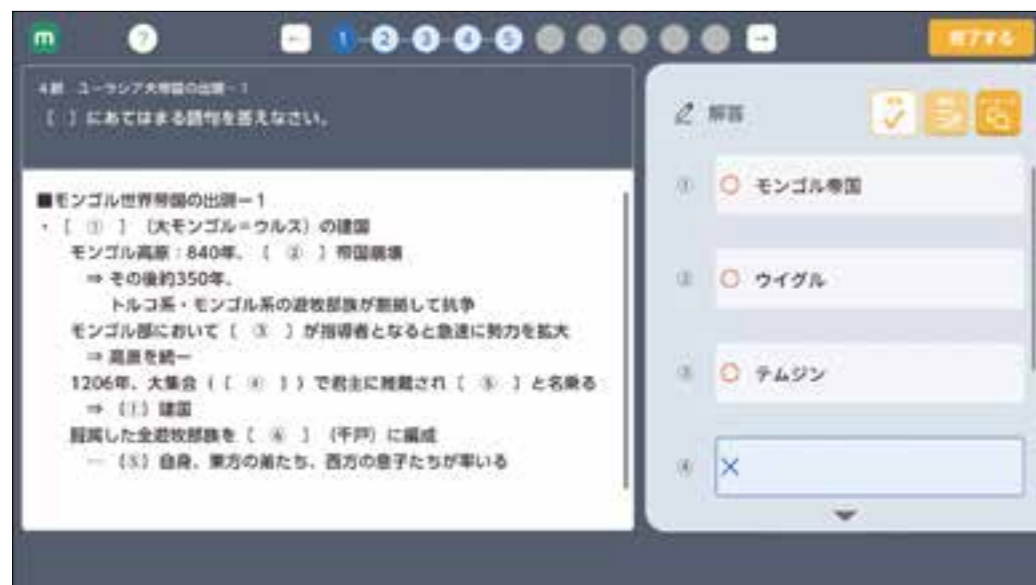 m
?
←
1
2
3
4
5
→
終了する
4部 ユーラシア大帝国の出現－1
〔 〕にあてはまる語句を答えなさい。
■モンゴル世界帝国の出現－1
・〔 ① 〕（大モンゴル＝ウルス）の建国
モンゴル高原：840年、〔 ② 〕帝国崩壊
⇒ その後約350年、
トルコ系・モンゴル系の遊牧部族が割拠して抗争
モンゴル部において〔 ③ 〕が指導者となると急速に勢力を拡大
⇒ 高原を統一
1206年、大集会（〔 ④ 〕）で君主に推戴され〔 ⑤ 〕と名乗る
⇒ 〔①〕建国
服属した全遊牧部族を〔 ⑥ 〕（千戸）に編成
… 〔⑤〕自身、東方の弟たち、西方の息子たちが率いる
解答
① ○ モンゴル帝国
② ○ ウイグル
③ ○ テムジン
④ ×